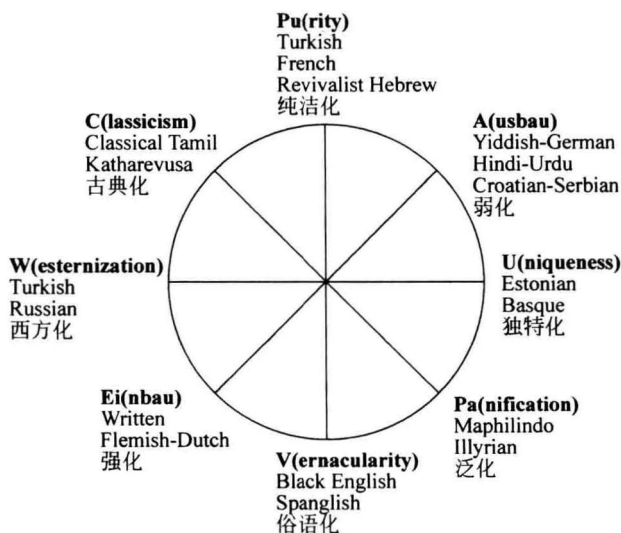 Pu(rity)
Turkish
French
Revivalist Hebrew
纯洁化
C(lassicism)
Classical Tamil
Katharevusa
古典化
A(usbau)
Yiddish-German
Hindi-Urdu
Croatian-Serbian
弱化
W(esternization)
Turkish
Russian
西方化
U(niqueness)
Estonian
Basque
独特化
Ei(nbau)
Written
Flemish-Dutch
强化
Pa(nification)
Maphilindo
Illyrian
泛化
V(ernacularity)
Black English
Spanglish
俗语化